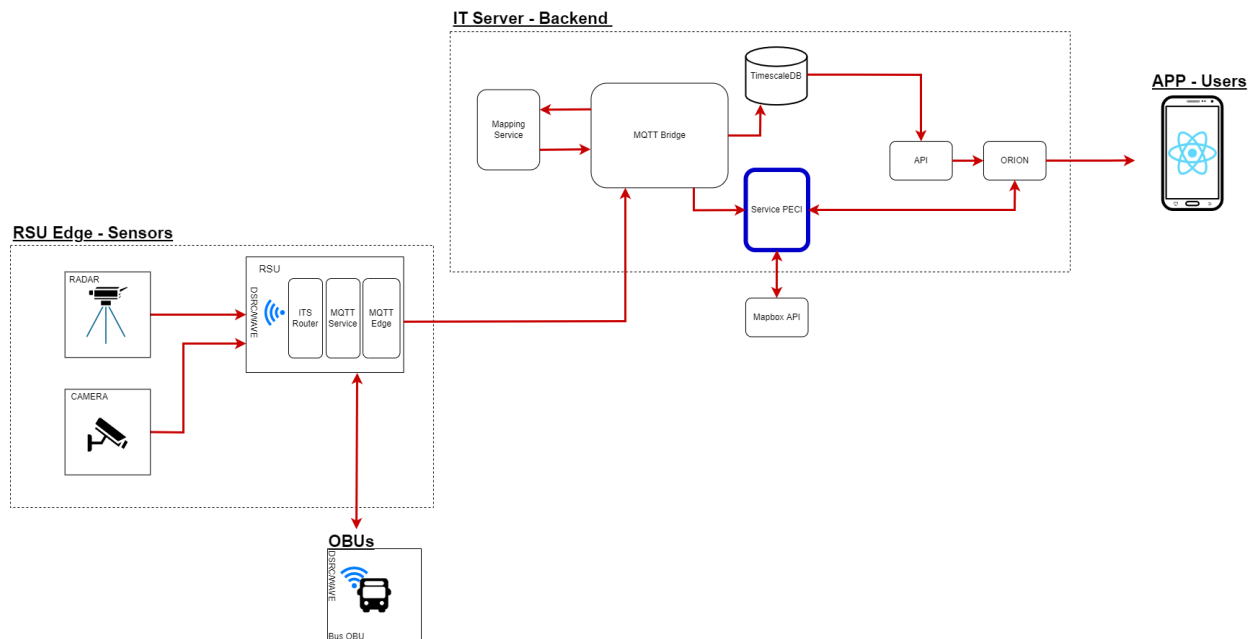 IT Server - Backend
TimescaleDB
APP - Users
Mapping
Service
MQTT Bridge
API
ORION
Service PECI
RSU Edge - Sensors
RADAR
RSU
DSRC/WAVE
ITS
Router
MQTT
Service
MQTT
Edge
Mapbox API
CAMERA
OBUs
DSRC/WAVE
Bus OBU